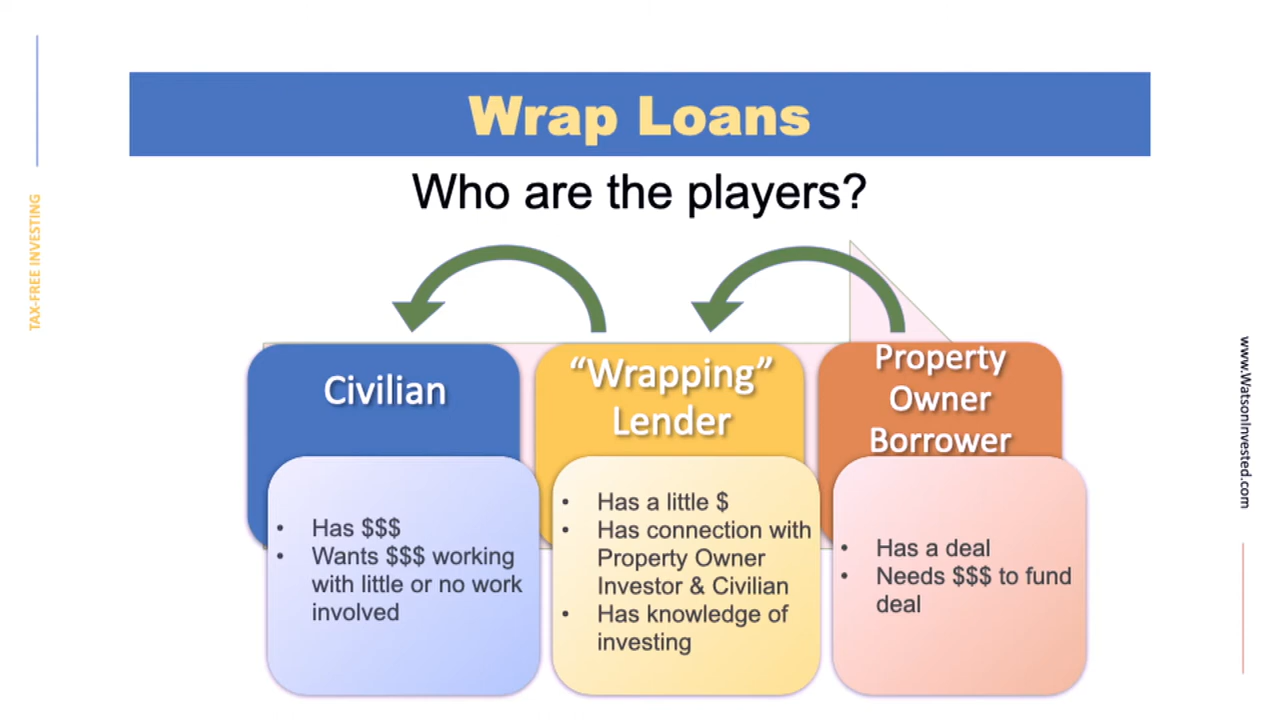 Wrap Loans
Who are the players?
TAX-FREE INVESTING
Civilian
• Has $$$
• Wants $$$ working
with little or no work
involved
“Wrapping”
Lender
• Has a little $
• Has connection with
Property Owner
Investor & Civilian
• Has knowledge of
investing
Property
Owner
Borrower
• Has a deal
• Needs $$$ to fund
deal
www.WatsonInvested.com